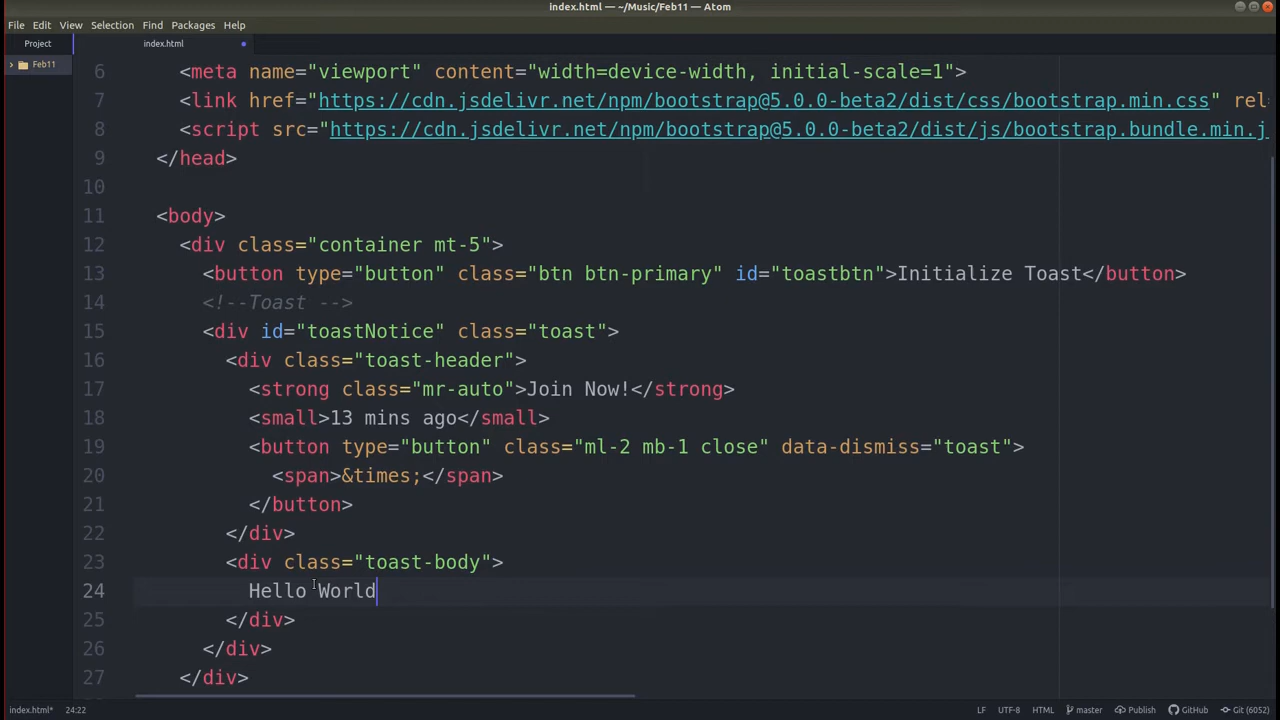 index.html — ~/Music/Feb11 — Atom
File Edit View Selection Find Packages Help
Project
index.html
Feb11
6 <meta name="viewport" content="width=device-width, initial-scale=1">
7 <link href="https://cdn.jsdelivr.net/npm/bootstrap@5.0.0-beta2/dist/css/bootstrap.min.css" rel
8 <script src="https://cdn.jsdelivr.net/npm/bootstrap@5.0.0-beta2/dist/js/bootstrap.bundle.min.j
9 </head>
10
11 <body>
12 <div class="container mt-5">
13 <button type="button" class="btn btn-primary" id="toastbtn">Initialize Toast</button>
14 <!--Toast -->
15 <div id="toastNotice" class="toast">
16 <div class="toast-header">
17 <strong class="mr-auto">Join Now!</strong>
18 <small>13 mins ago</small>
19 <button type="button" class="ml-2 mb-1 close" data-dismiss="toast">
20 <span>&times;</span>
21 </button>
22 </div>
23 <div class="toast-body">
24 Hello World
25 </div>
26 </div>
27 </div>
index.html* 24:22 LF UTF-8 HTML master Publish GitHub Git (6052)